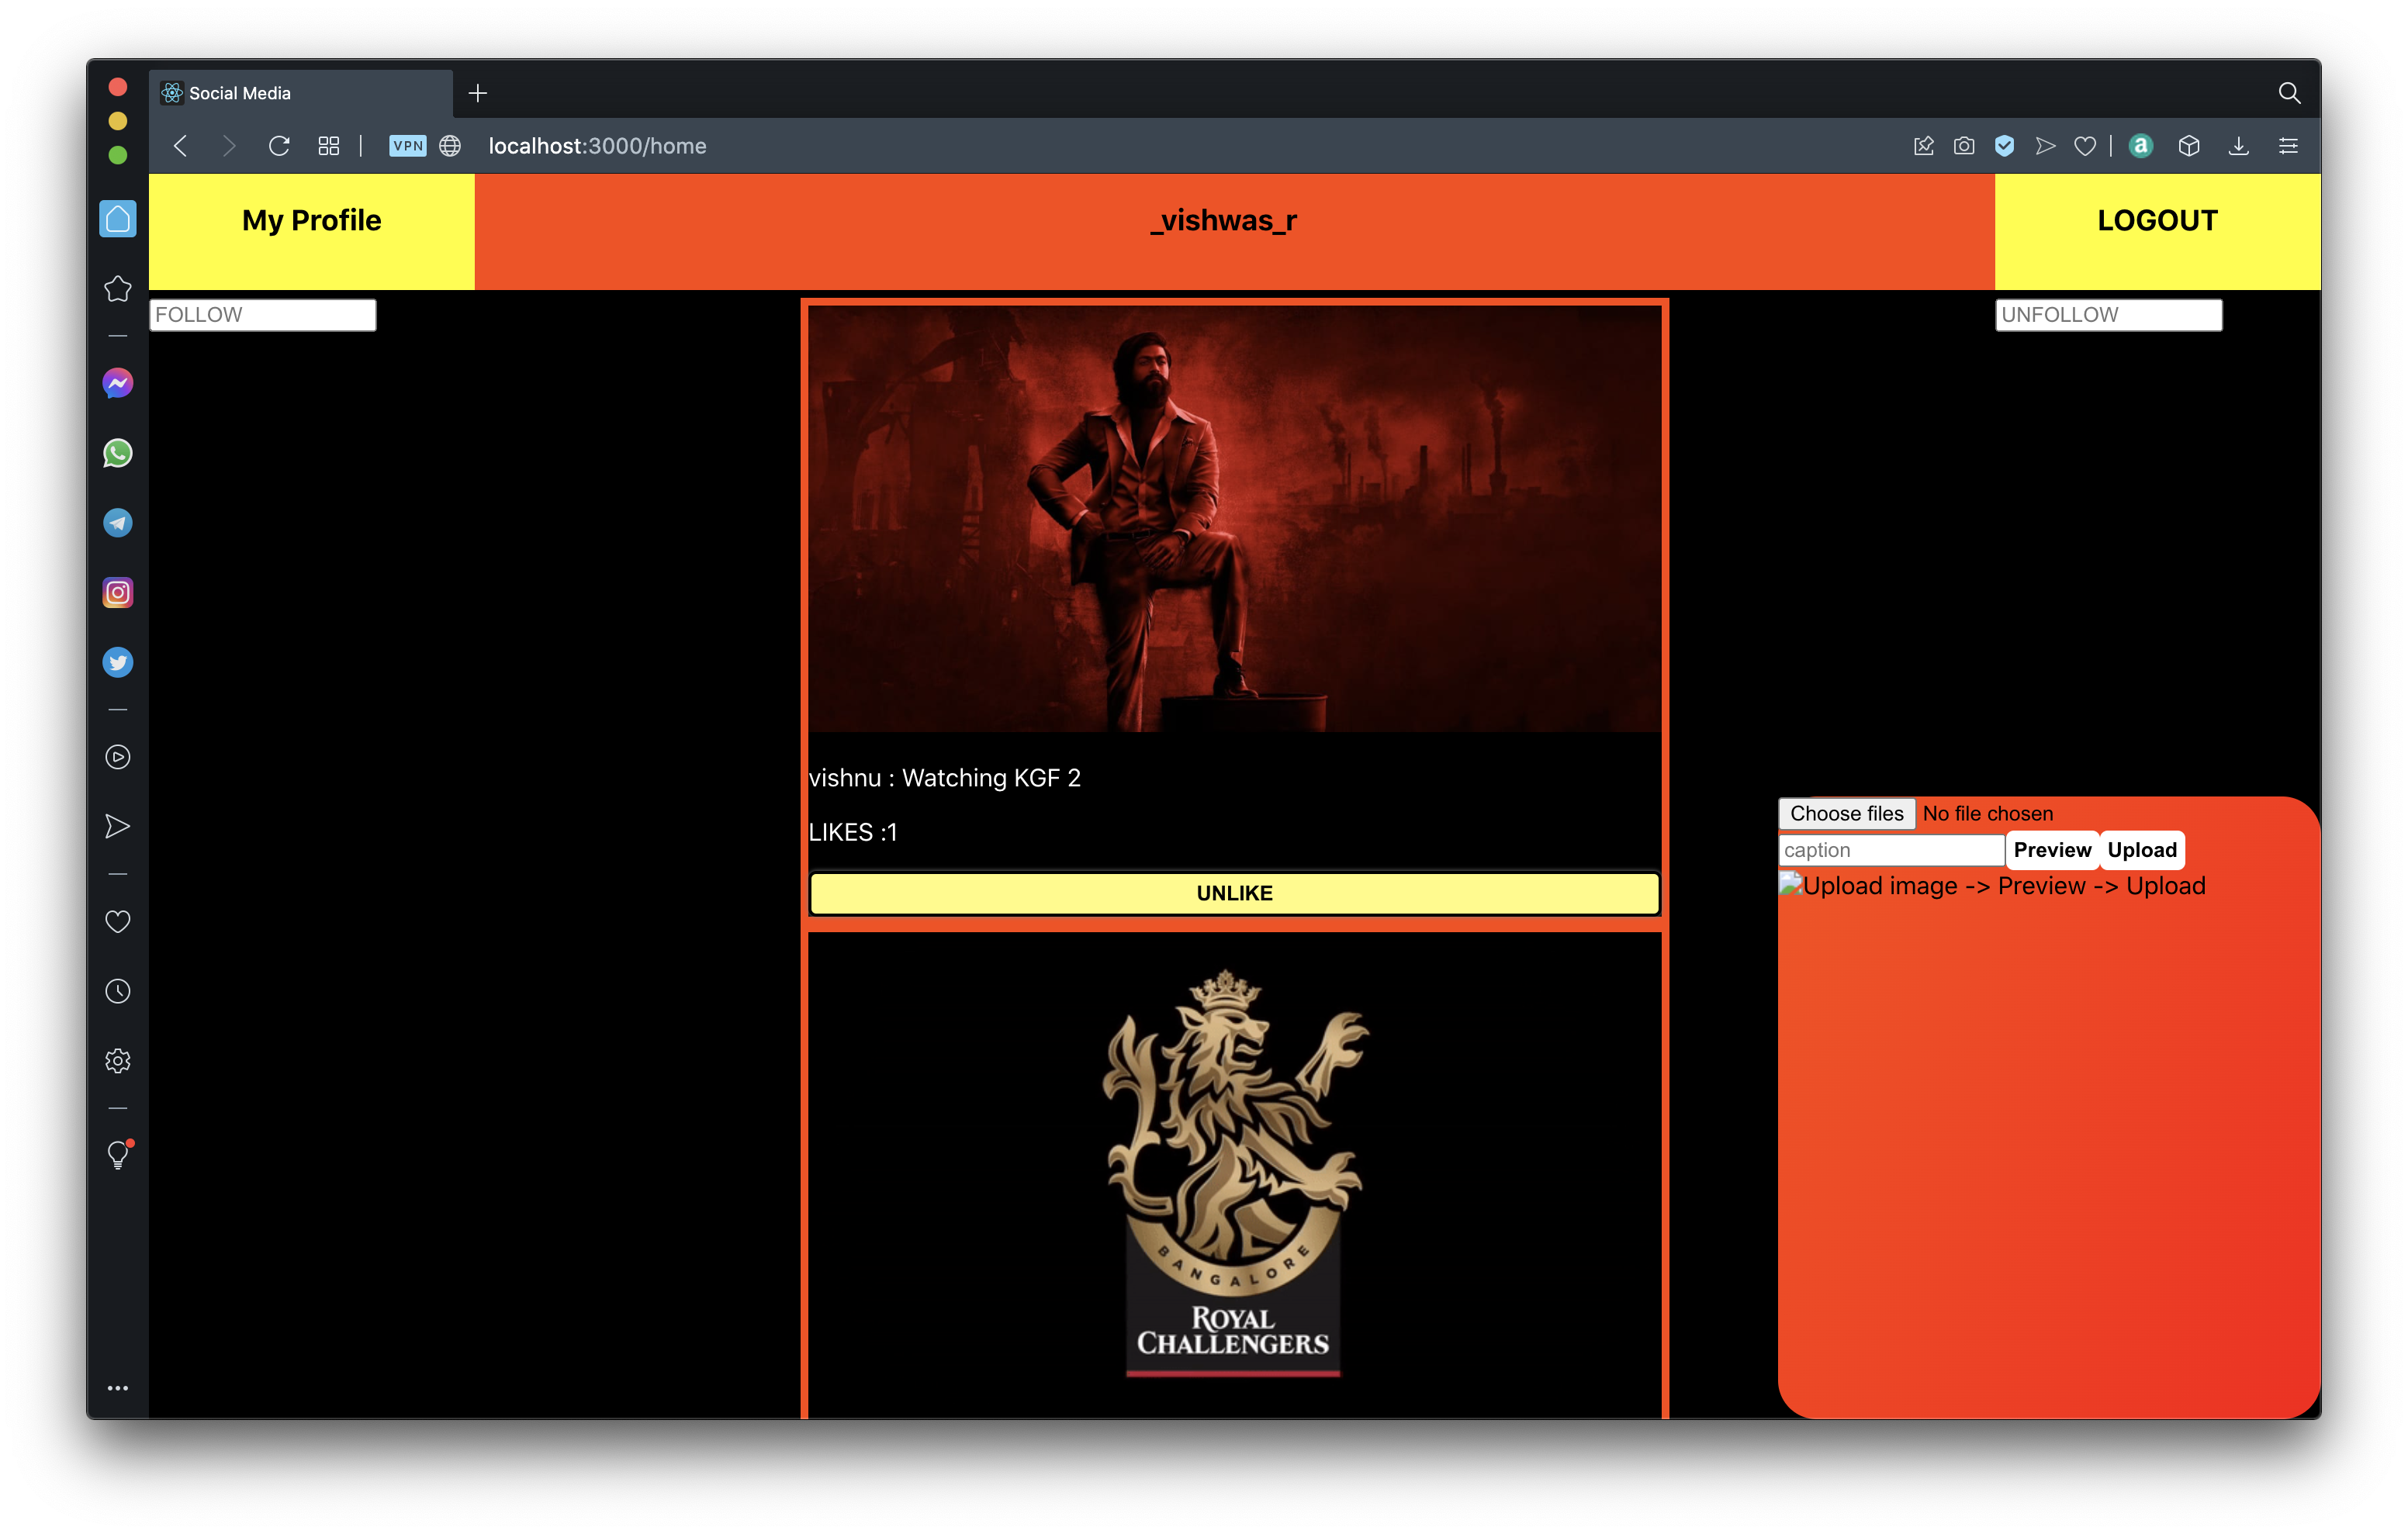 Social Media
VPN localhost:3000/home
a
My Profile
_vishwas_r
LOGOUT
FOLLOW
UNFOLLOW
vishnu : Watching KGF 2
LIKES :1
UNLIKE
Choose files No file chosen
caption Preview Upload
Upload image -> Preview -> Upload
BANGALORE
ROYAL
CHALLENGERS